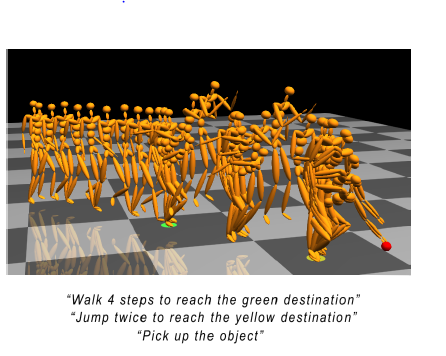 “Walk 4 steps to reach the green destination”
“Jump twice to reach the yellow destination”
“Pick up the object”